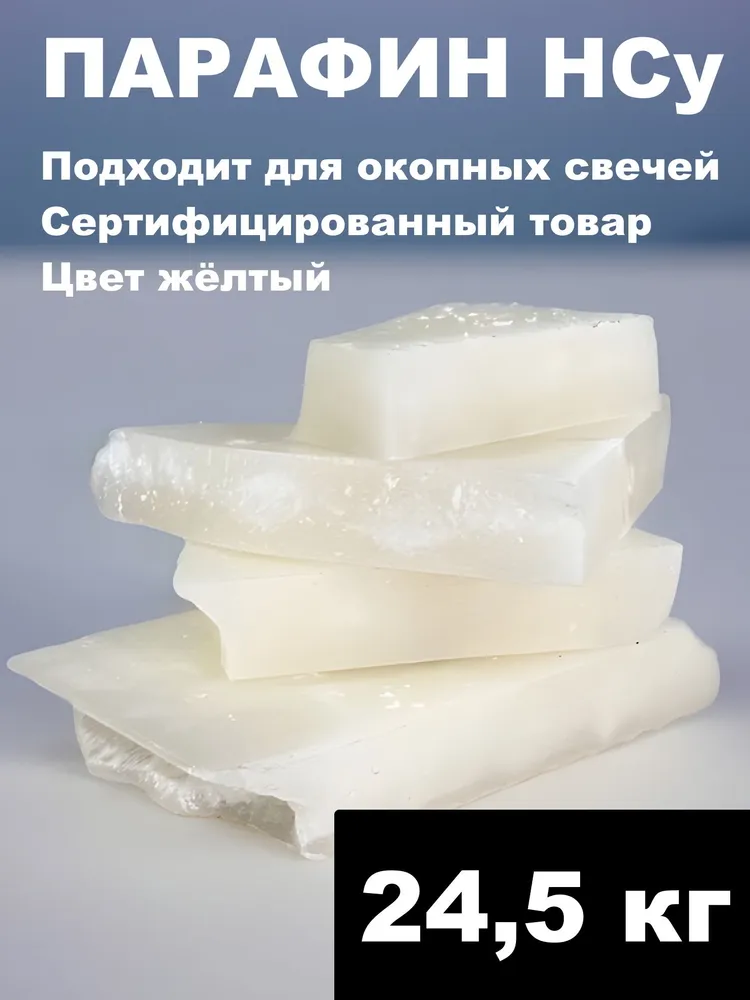 ПАРАФИН НСу
Подходит для окопных свечей
Сертифицированный товар
Цвет жёлтый
24,5 кг